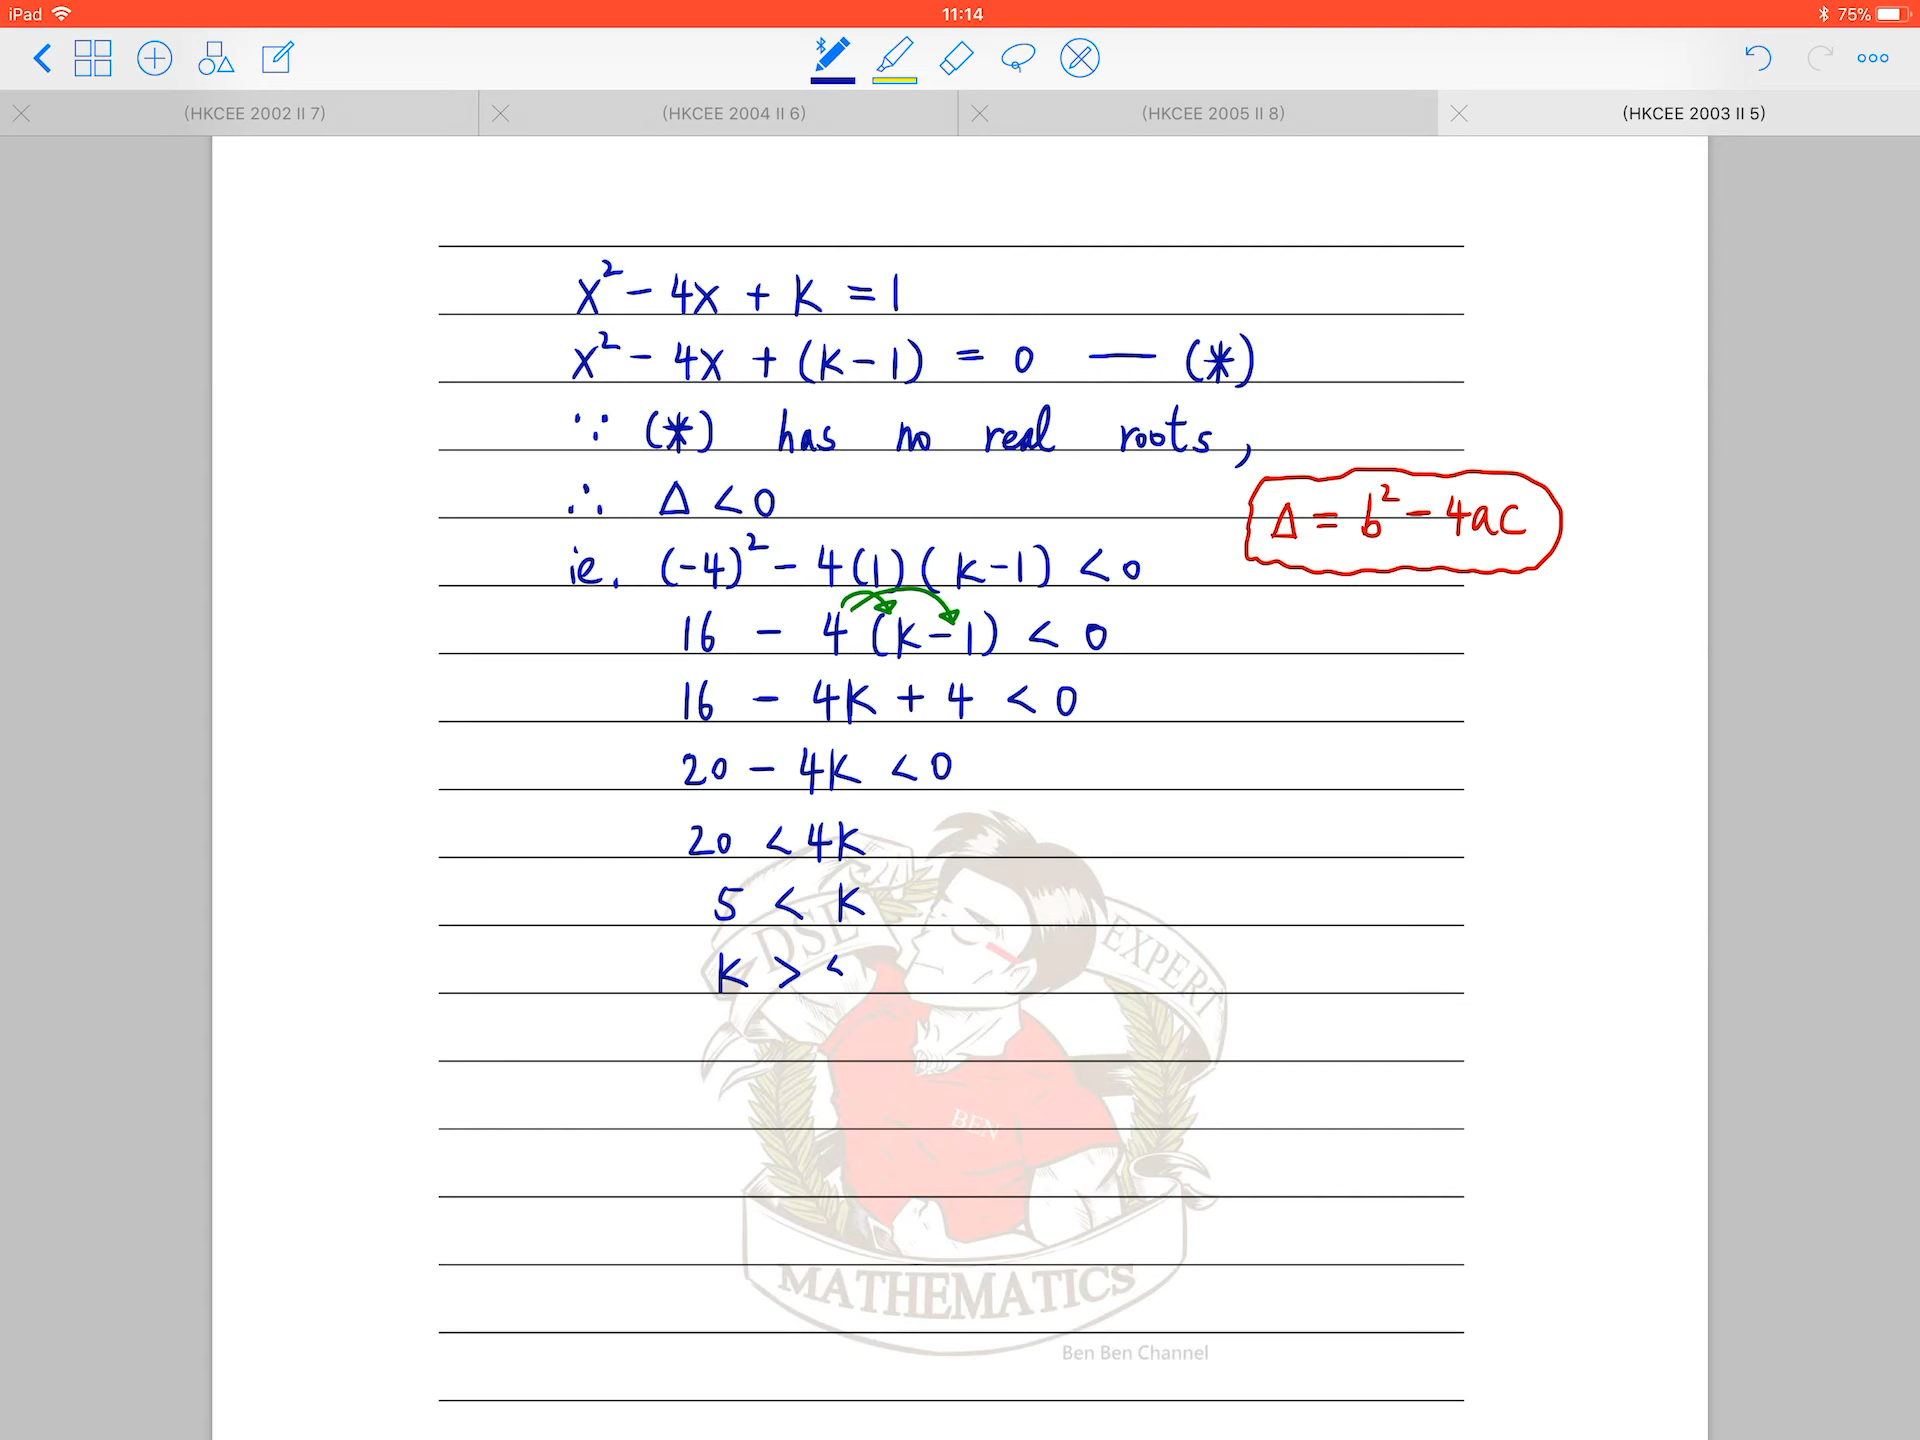 iPad
11:14
75%
(HKCEE 2002 II 7)
(HKCEE 2004 II 6)
(HKCEE 2005 II 8)
(HKCEE 2003 II 5)
x² - 4x + k = 1
x² - 4x + (k-1) = 0 — (*)
∵ (*) has no real roots,
∴ Δ < 0
Δ = b² - 4ac
ie. (-4)² - 4(1)(k-1) < 0
16 - 4(k-1) < 0
16 - 4k + 4 < 0
20 - 4k < 0
20 < 4k
5 < k
k >
DSE EXPERT
BEN
MATHEMATICS
Ben Ben Channel